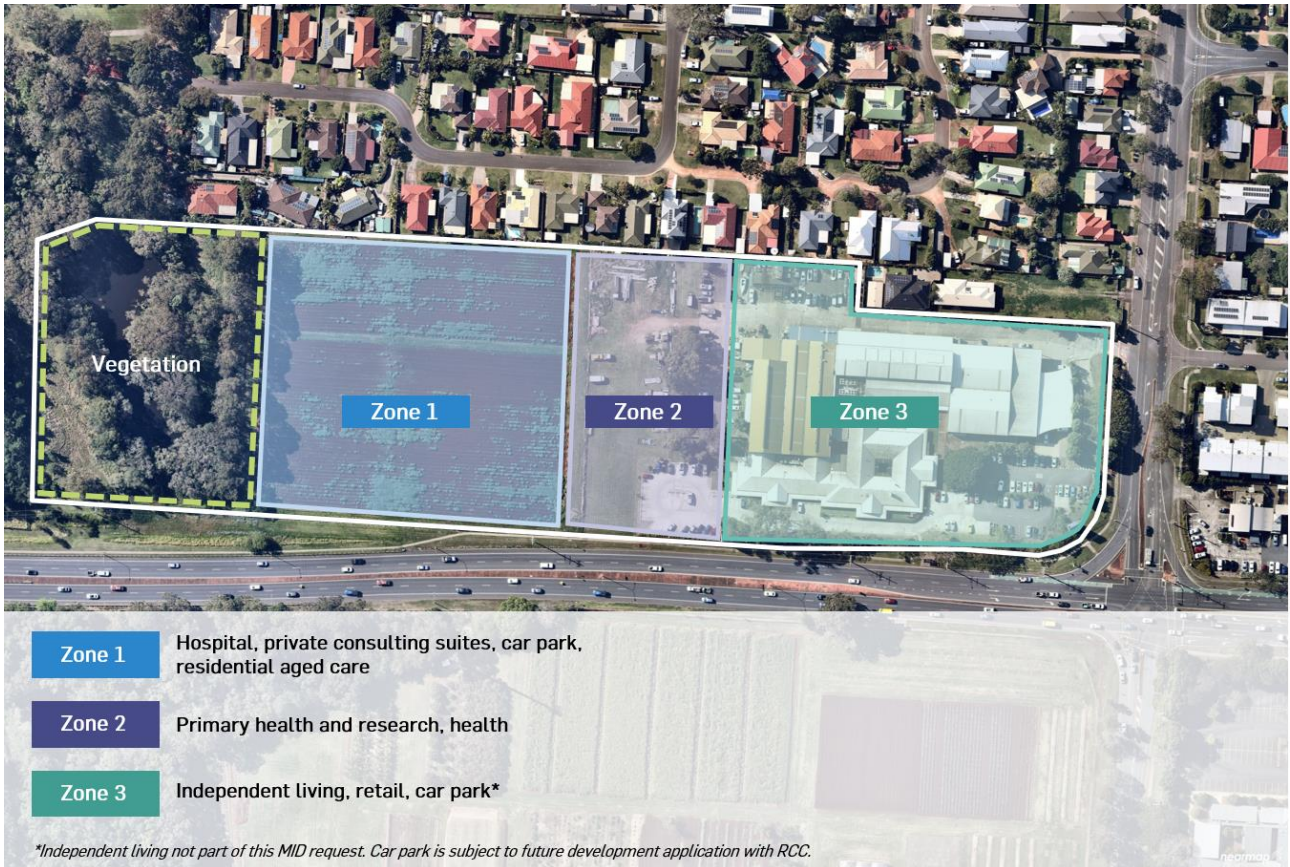 Vegetation
Zone 1
Zone 2
Zone 3
Zone 1
Hospital, private consulting suites, car park,
residential aged care
Zone 2
Primary health and research, health
Zone 3
Independent living, retail, car park*
*Independent living not part of this MID request. Car park is subject to future development application with RCC.
nearmap